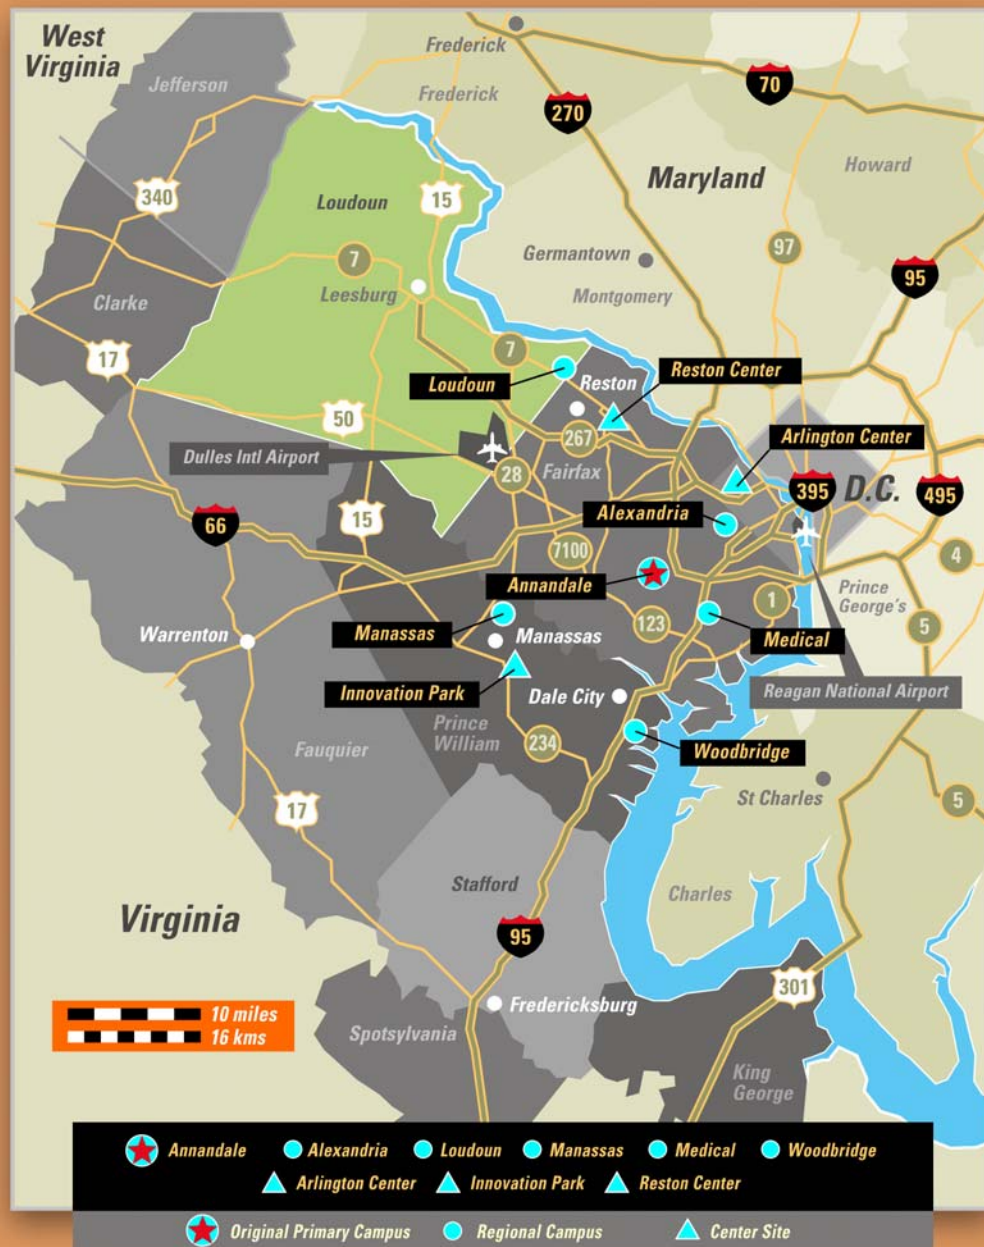 West
Virginia
Frederick
Jefferson
Frederick
70
270
Howard
Maryland
340
Loudoun
15
97
7
Germantown
95
Leesburg
Montgomery
Clarke
17
7
Loudoun
Reston
Reston Center
50
267
Arlington Center
Dulles Intl Airport
28
Fairfax
395
D.C.
495
66
15
Alexandria
7100
4
Annandale
Prince
George's
1
5
Manassas
Manassas
123
Medical
Warrenton
Innovation Park
Dale City
Reagan National Airport
Prince
William
234
Woodbridge
Fauquier
17
St Charles
5
Stafford
Charles
Virginia
95
301
10 miles
16 kms
Fredericksburg
Spotsylvania
King
George
Annandale Alexandria Loudoun Manassas Medical Woodbridge
Arlington Center Innovation Park Reston Center
Original Primary Campus Regional Campus Center Site